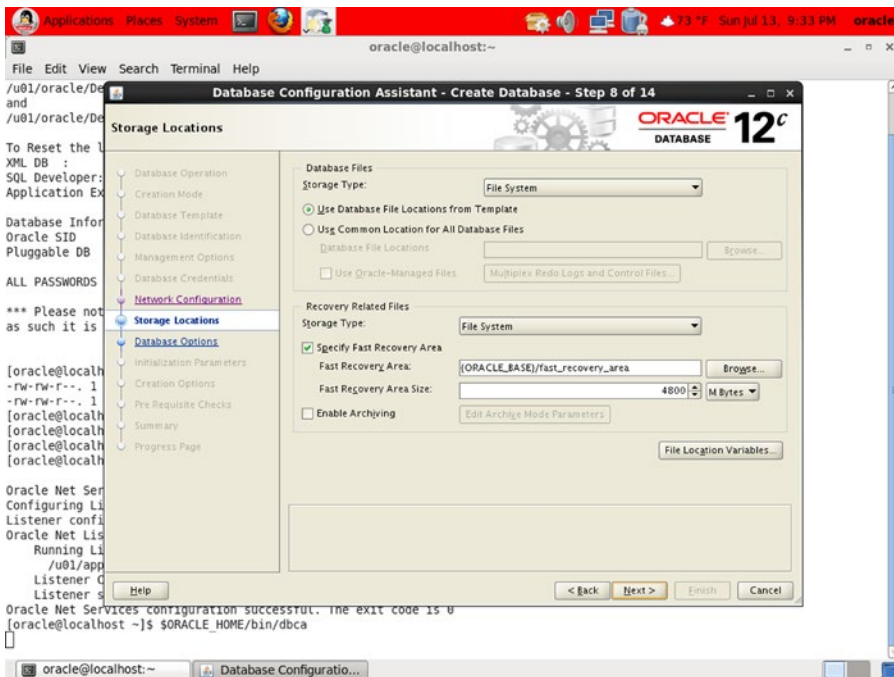 Applications Places System
73 °F Sun Jul 13, 9:33 PM oracle
oracle@localhost:~
File Edit View Search Terminal Help
/u01/oracle/De
and
/u01/oracle/De
To Reset the l
XML DB :
SQL Developer:
Application Ex
Database Infor
Oracle SID
Pluggable DB
ALL PASSWORDS
*** Please not
as such it is
[oracle@localh
-rw-rw-r--. 1
-rw-rw-r--. 1
[oracle@localh
[oracle@localh
[oracle@localh
[oracle@localh
Oracle Net Ser
Configuring Li
Listener confi
Oracle Net Lis
Running Li
/u01/app
Listener C
Listener s
Oracle Net Services configuration successful. The exit code is 0
[oracle@localhost ~]$ $ORACLE_HOME/bin/dbca
Database Configuration Assistant - Create Database - Step 8 of 14
Storage Locations
ORACLE DATABASE 12c
Database Operation
Creation Mode
Database Template
Database Identification
Management Options
Database Credentials
Network Configuration
Storage Locations
Database Options
Initialization Parameters
Creation Options
Pre Requisite Checks
Summary
Progress Page
Database Files
Storage Type: File System
Use Database File Locations from Template
Use Common Location for All Database Files
Database File Locations Browse...
Use Oracle-Managed Files Multiplex Redo Logs and Control Files...
Recovery Related Files
Storage Type: File System
Specify Fast Recovery Area
Fast Recovery Area: {ORACLE_BASE}/fast_recovery_area Browse...
Fast Recovery Area Size: 4800 M Bytes
Enable Archiving Edit Archive Mode Parameters
File Location Variables...
Help < Back Next > Finish Cancel
oracle@localhost:~ Database Configuratio...